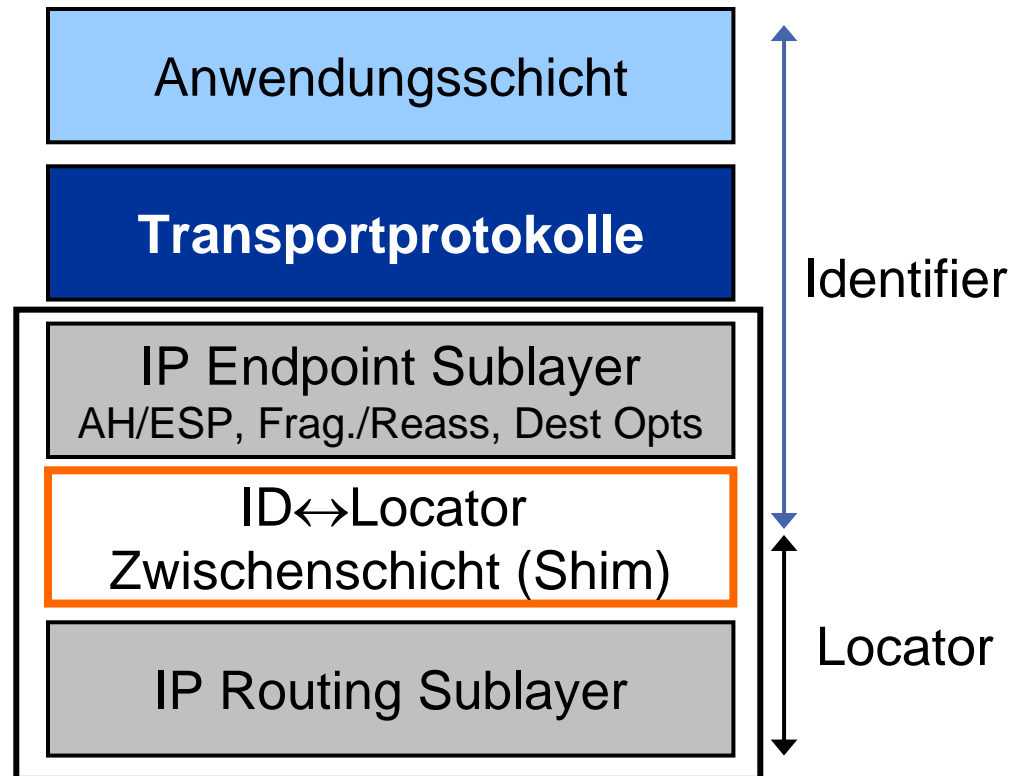 Anwendungsschicht
Transportprotokolle
Identifier
IP Endpoint Sublayer
AH/ESP, Frag./Reass, Dest Opts
ID↔Locator
Zwischenschicht (Shim)
Locator
IP Routing Sublayer